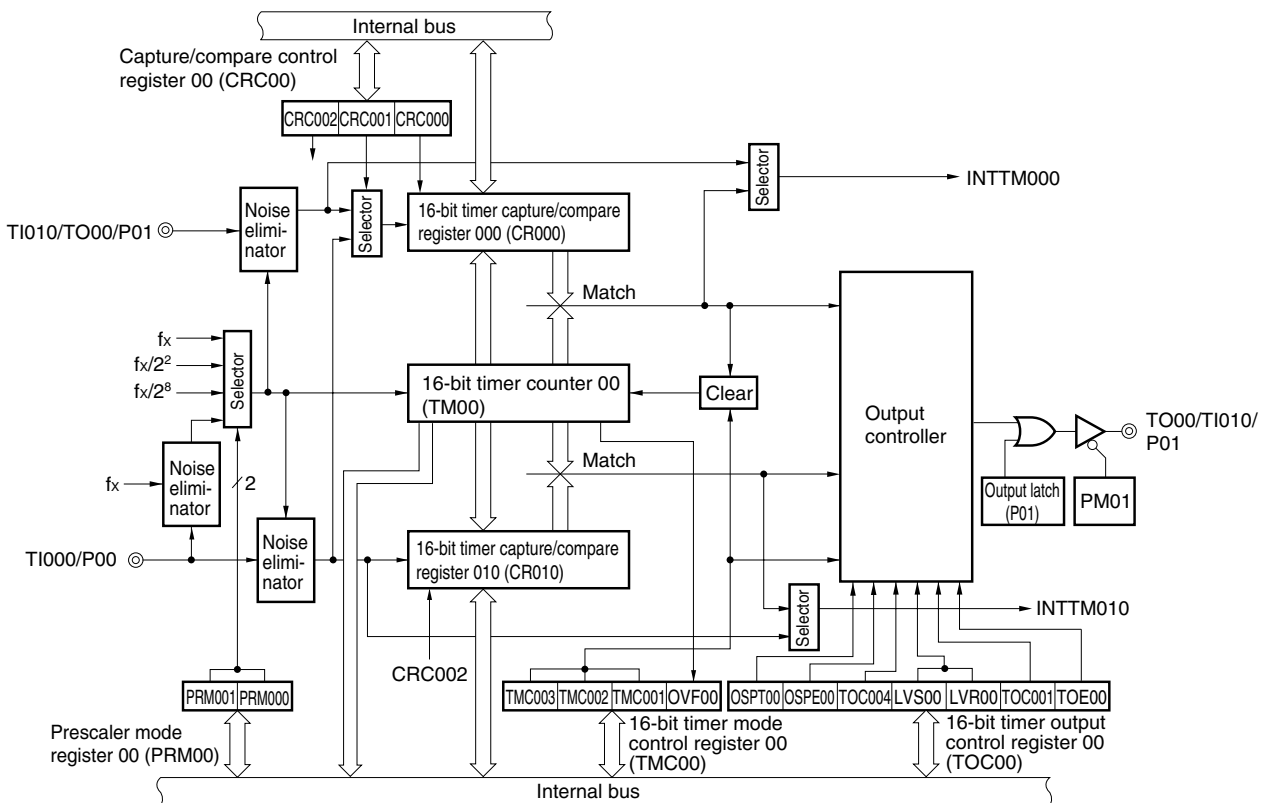 Internal bus
Capture/compare control
register 00 (CRC00)
CRC002 CRC001 CRC000
Selector
INTTM000
Noise
elimi-
nator
Selector
16-bit timer capture/compare
register 000 (CR000)
TI010/TO00/P01
Match
fx
fx/2²
fx/2⁸
Selector
16-bit timer counter 00
(TM00)
Clear
Output
controller
TO00/TI010/
P01
Match
Noise
elimi-
nator
fx
2
Output latch
(P01)
PM01
TI000/P00
Noise
elimi-
nator
16-bit timer capture/compare
register 010 (CR010)
Selector
INTTM010
CRC002
PRM001 PRM000
TMC003 TMC002 TMC001 OVF00
OSPT00 OSPE00 TOC004 LVS00 LVR00 TOC001 TOE00
Prescaler mode
register 00 (PRM00)
16-bit timer mode
control register 00
(TMC00)
16-bit timer output
control register 00
(TOC00)
Internal bus